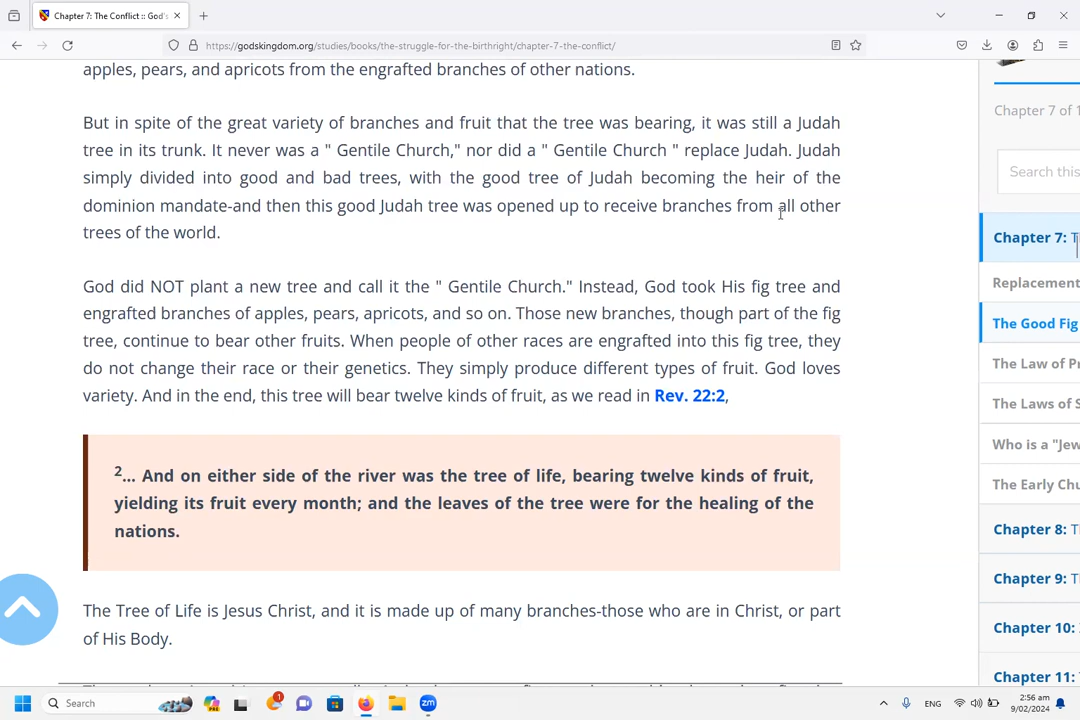 Chapter 7: The Conflict :: God's
https://godskingdom.org/studies/books/the-struggle-for-the-birthright/chapter-7-the-conflict/
apples, pears, and apricots from the engrafted branches of other nations.
But in spite of the great variety of branches and fruit that the tree was bearing, it was still a Judah
tree in its trunk. It never was a " Gentile Church," nor did a " Gentile Church " replace Judah. Judah
simply divided into good and bad trees, with the good tree of Judah becoming the heir of the
dominion mandate-and then this good Judah tree was opened up to receive branches from all other
trees of the world.
God did NOT plant a new tree and call it the " Gentile Church." Instead, God took His fig tree and
engrafted branches of apples, pears, apricots, and so on. Those new branches, though part of the fig
tree, continue to bear other fruits. When people of other races are engrafted into this fig tree, they
do not change their race or their genetics. They simply produce different types of fruit. God loves
variety. And in the end, this tree will bear twelve kinds of fruit, as we read in Rev. 22:2,
2... And on either side of the river was the tree of life, bearing twelve kinds of fruit,
yielding its fruit every month; and the leaves of the tree were for the healing of the
nations.
The Tree of Life is Jesus Christ, and it is made up of many branches-those who are in Christ, or part
of His Body.
Chapter 7 of 1
Search this
Chapter 7: T
Replacement
The Good Fig
The Law of P
The Laws of S
Who is a "Jew
The Early Chu
Chapter 8: T
Chapter 9: T
Chapter 10:
Chapter 11:
Search
PRE
1
zm
ENG
2:56 am
9/02/2024